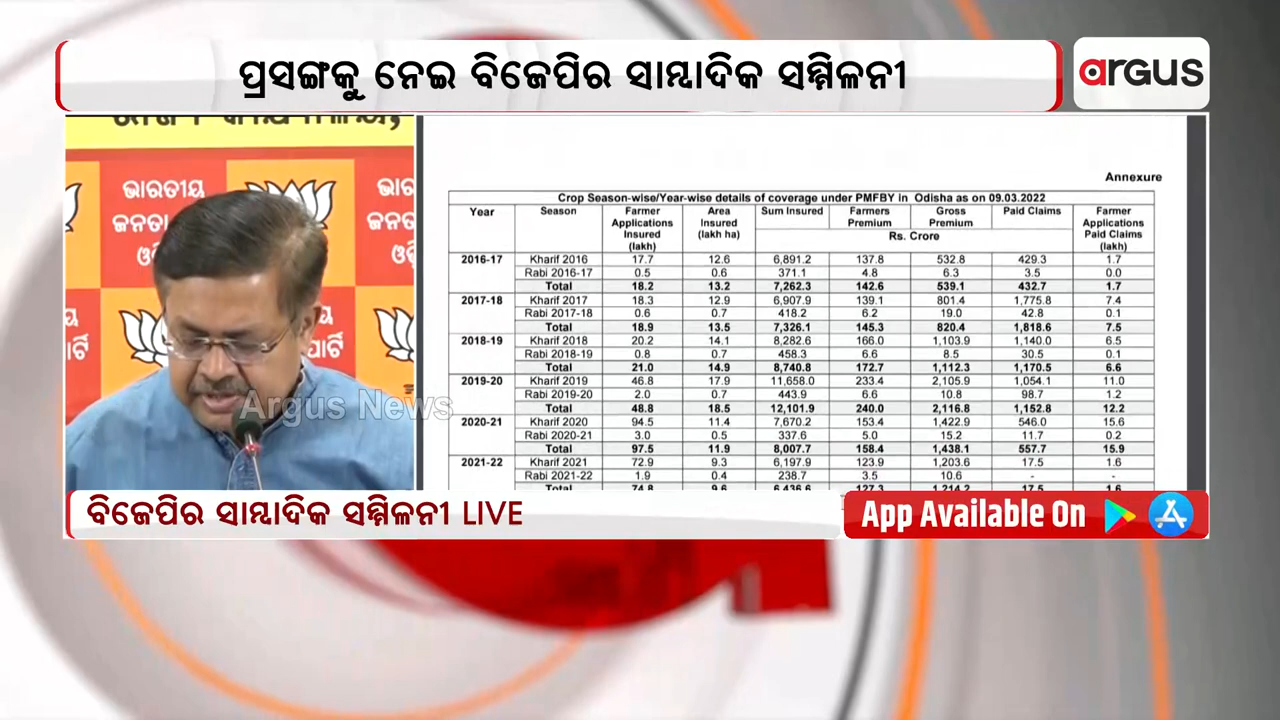 ପ୍ରସଙ୍ଗକୁ ନେଇ ବିଜେପିର ସାମ୍ବାଦିକ ସମ୍ମିଳନୀ
argus
ଭାରତୀୟ
ଜନତା
Argus News
Annexure
Crop Season-wise/Year-wise details of coverage under PMFBY in Odisha as on 09.03.2022
Year Season Farmer Applications Insured (lakh) Area Insured (lakh ha) Sum Insured Farmers Premium Gross Premium Paid Claims Farmer Applications Paid Claims (lakh)
Rs. Crore
2016-17 Kharif 2016 17.7 12.6 6,891.2 137.8 532.8 429.3 1.7
Rabi 2016-17 0.5 0.6 371.1 4.8 6.3 3.5 0.0
Total 18.2 13.2 7,262.3 142.6 539.1 432.7 1.7
2017-18 Kharif 2017 18.3 12.9 6,907.9 139.1 801.4 1,775.8 7.4
Rabi 2017-18 0.6 0.7 418.2 6.2 19.0 42.8 0.1
Total 18.9 13.5 7,326.1 145.3 820.4 1,818.6 7.5
2018-19 Kharif 2018 20.2 14.1 8,282.6 166.0 1,103.9 1,140.0 6.5
Rabi 2018-19 0.8 0.7 458.3 6.6 8.5 30.5 0.1
Total 21.0 14.9 8,740.8 172.7 1,112.3 1,170.5 6.6
2019-20 Kharif 2019 46.8 17.9 11,658.0 233.4 2,105.9 1,054.1 11.0
Rabi 2019-20 2.0 0.7 443.9 6.6 10.8 98.7 1.2
Total 48.8 18.5 12,101.9 240.0 2,116.8 1,152.8 12.2
2020-21 Kharif 2020 94.5 11.4 7,670.2 153.4 1,422.9 546.0 15.6
Rabi 2020-21 3.0 0.5 337.6 5.0 15.2 11.7 0.2
Total 97.5 11.9 8,007.7 158.4 1,438.1 557.7 15.9
2021-22 Kharif 2021 72.9 9.3 6,197.9 123.9 1,203.6 17.5 1.6
Rabi 2021-22 1.9 0.4 238.7 3.5 10.6 - -
Total 74.8 9.6 6,436.6 127.3 1,214.2 17.5 1.6
ବିଜେପିର ସାମ୍ବାଦିକ ସମ୍ମିଳନୀ LIVE
App Available On